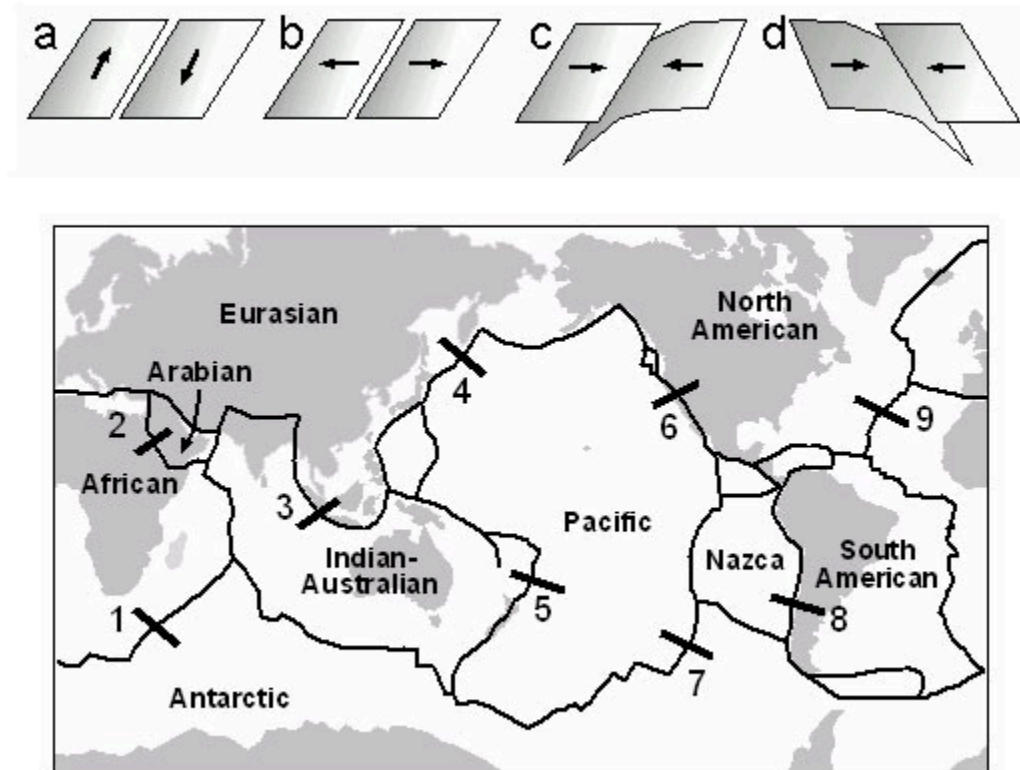 a
b
c
d
Eurasian
North
American
Arabian
4
2
6
9
African
3
Pacific
Indian-
Australian
Nazca
South
American
5
1
8
7
Antarctic